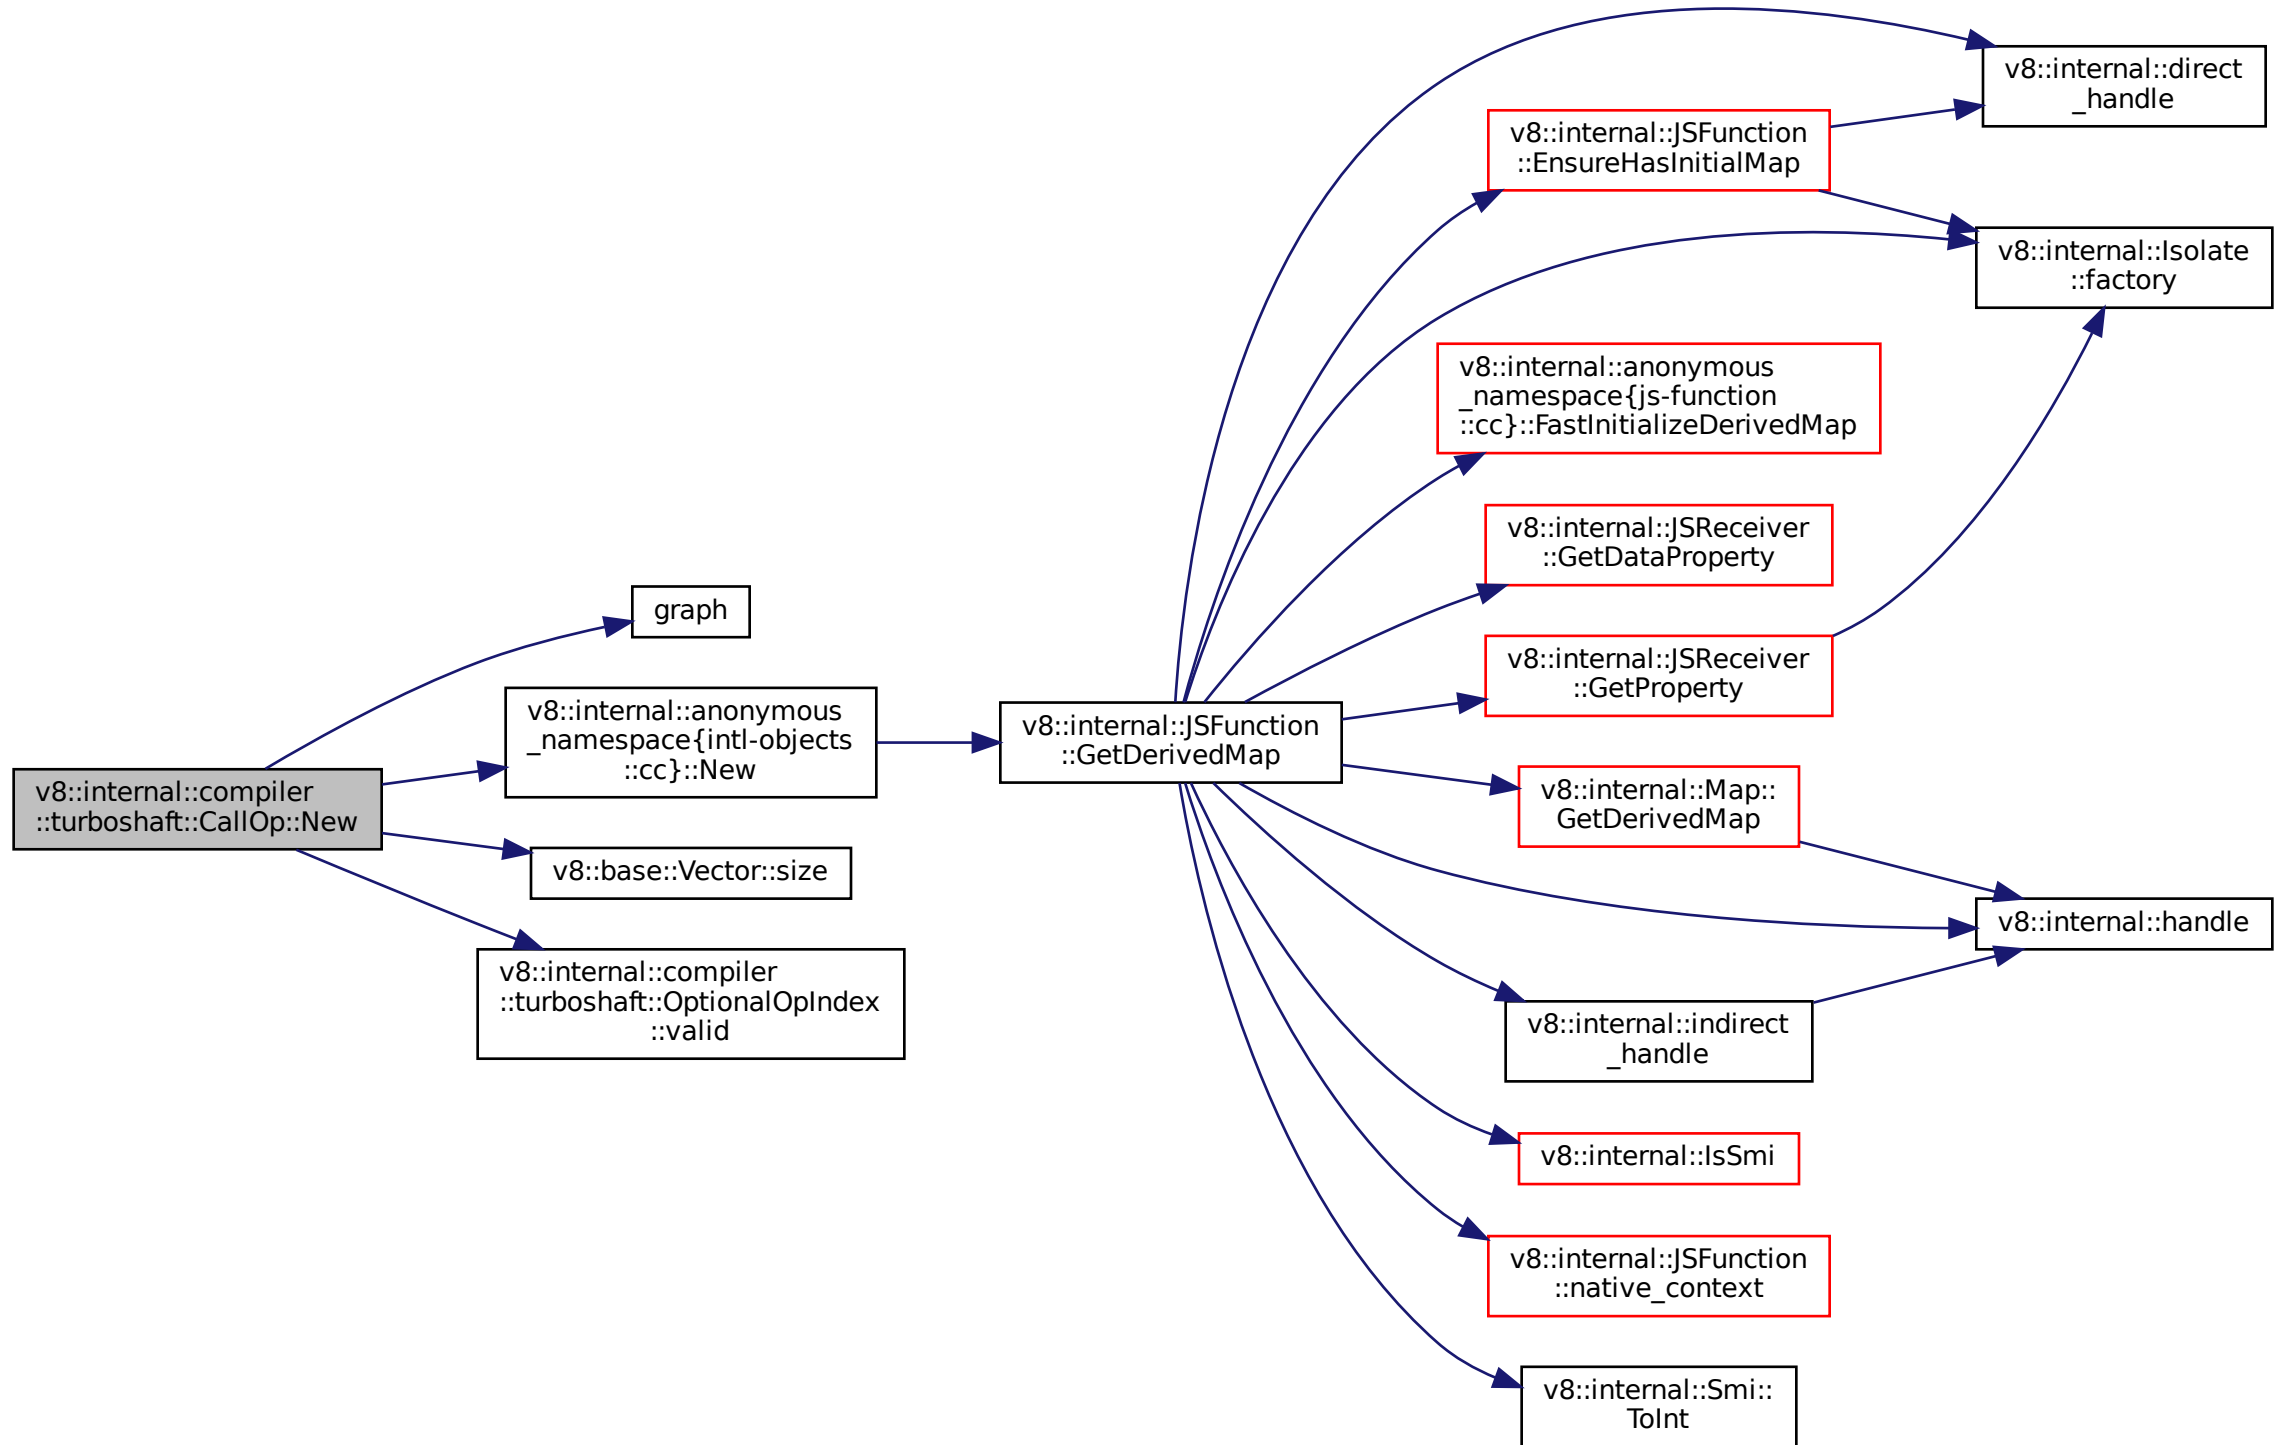 v8::internal::compiler
::turboshaft::CallOp::New
graph
v8::internal::anonymous
_namespace{intl-objects
::cc}::New
v8::base::Vector::size
v8::internal::compiler
::turboshaft::OptionalOpIndex
::valid
v8::internal::JSFunction
::GetDerivedMap
v8::internal::direct
_handle
v8::internal::JSFunction
::EnsureHasInitialMap
v8::internal::Isolate
::factory
v8::internal::anonymous
_namespace{js-function
::cc}::FastInitializeDerivedMap
v8::internal::JSReceiver
::GetDataProperty
v8::internal::JSReceiver
::GetProperty
v8::internal::Map::
GetDerivedMap
v8::internal::handle
v8::internal::indirect
_handle
v8::internal::IsSmi
v8::internal::JSFunction
::native_context
v8::internal::Smi::
ToInt